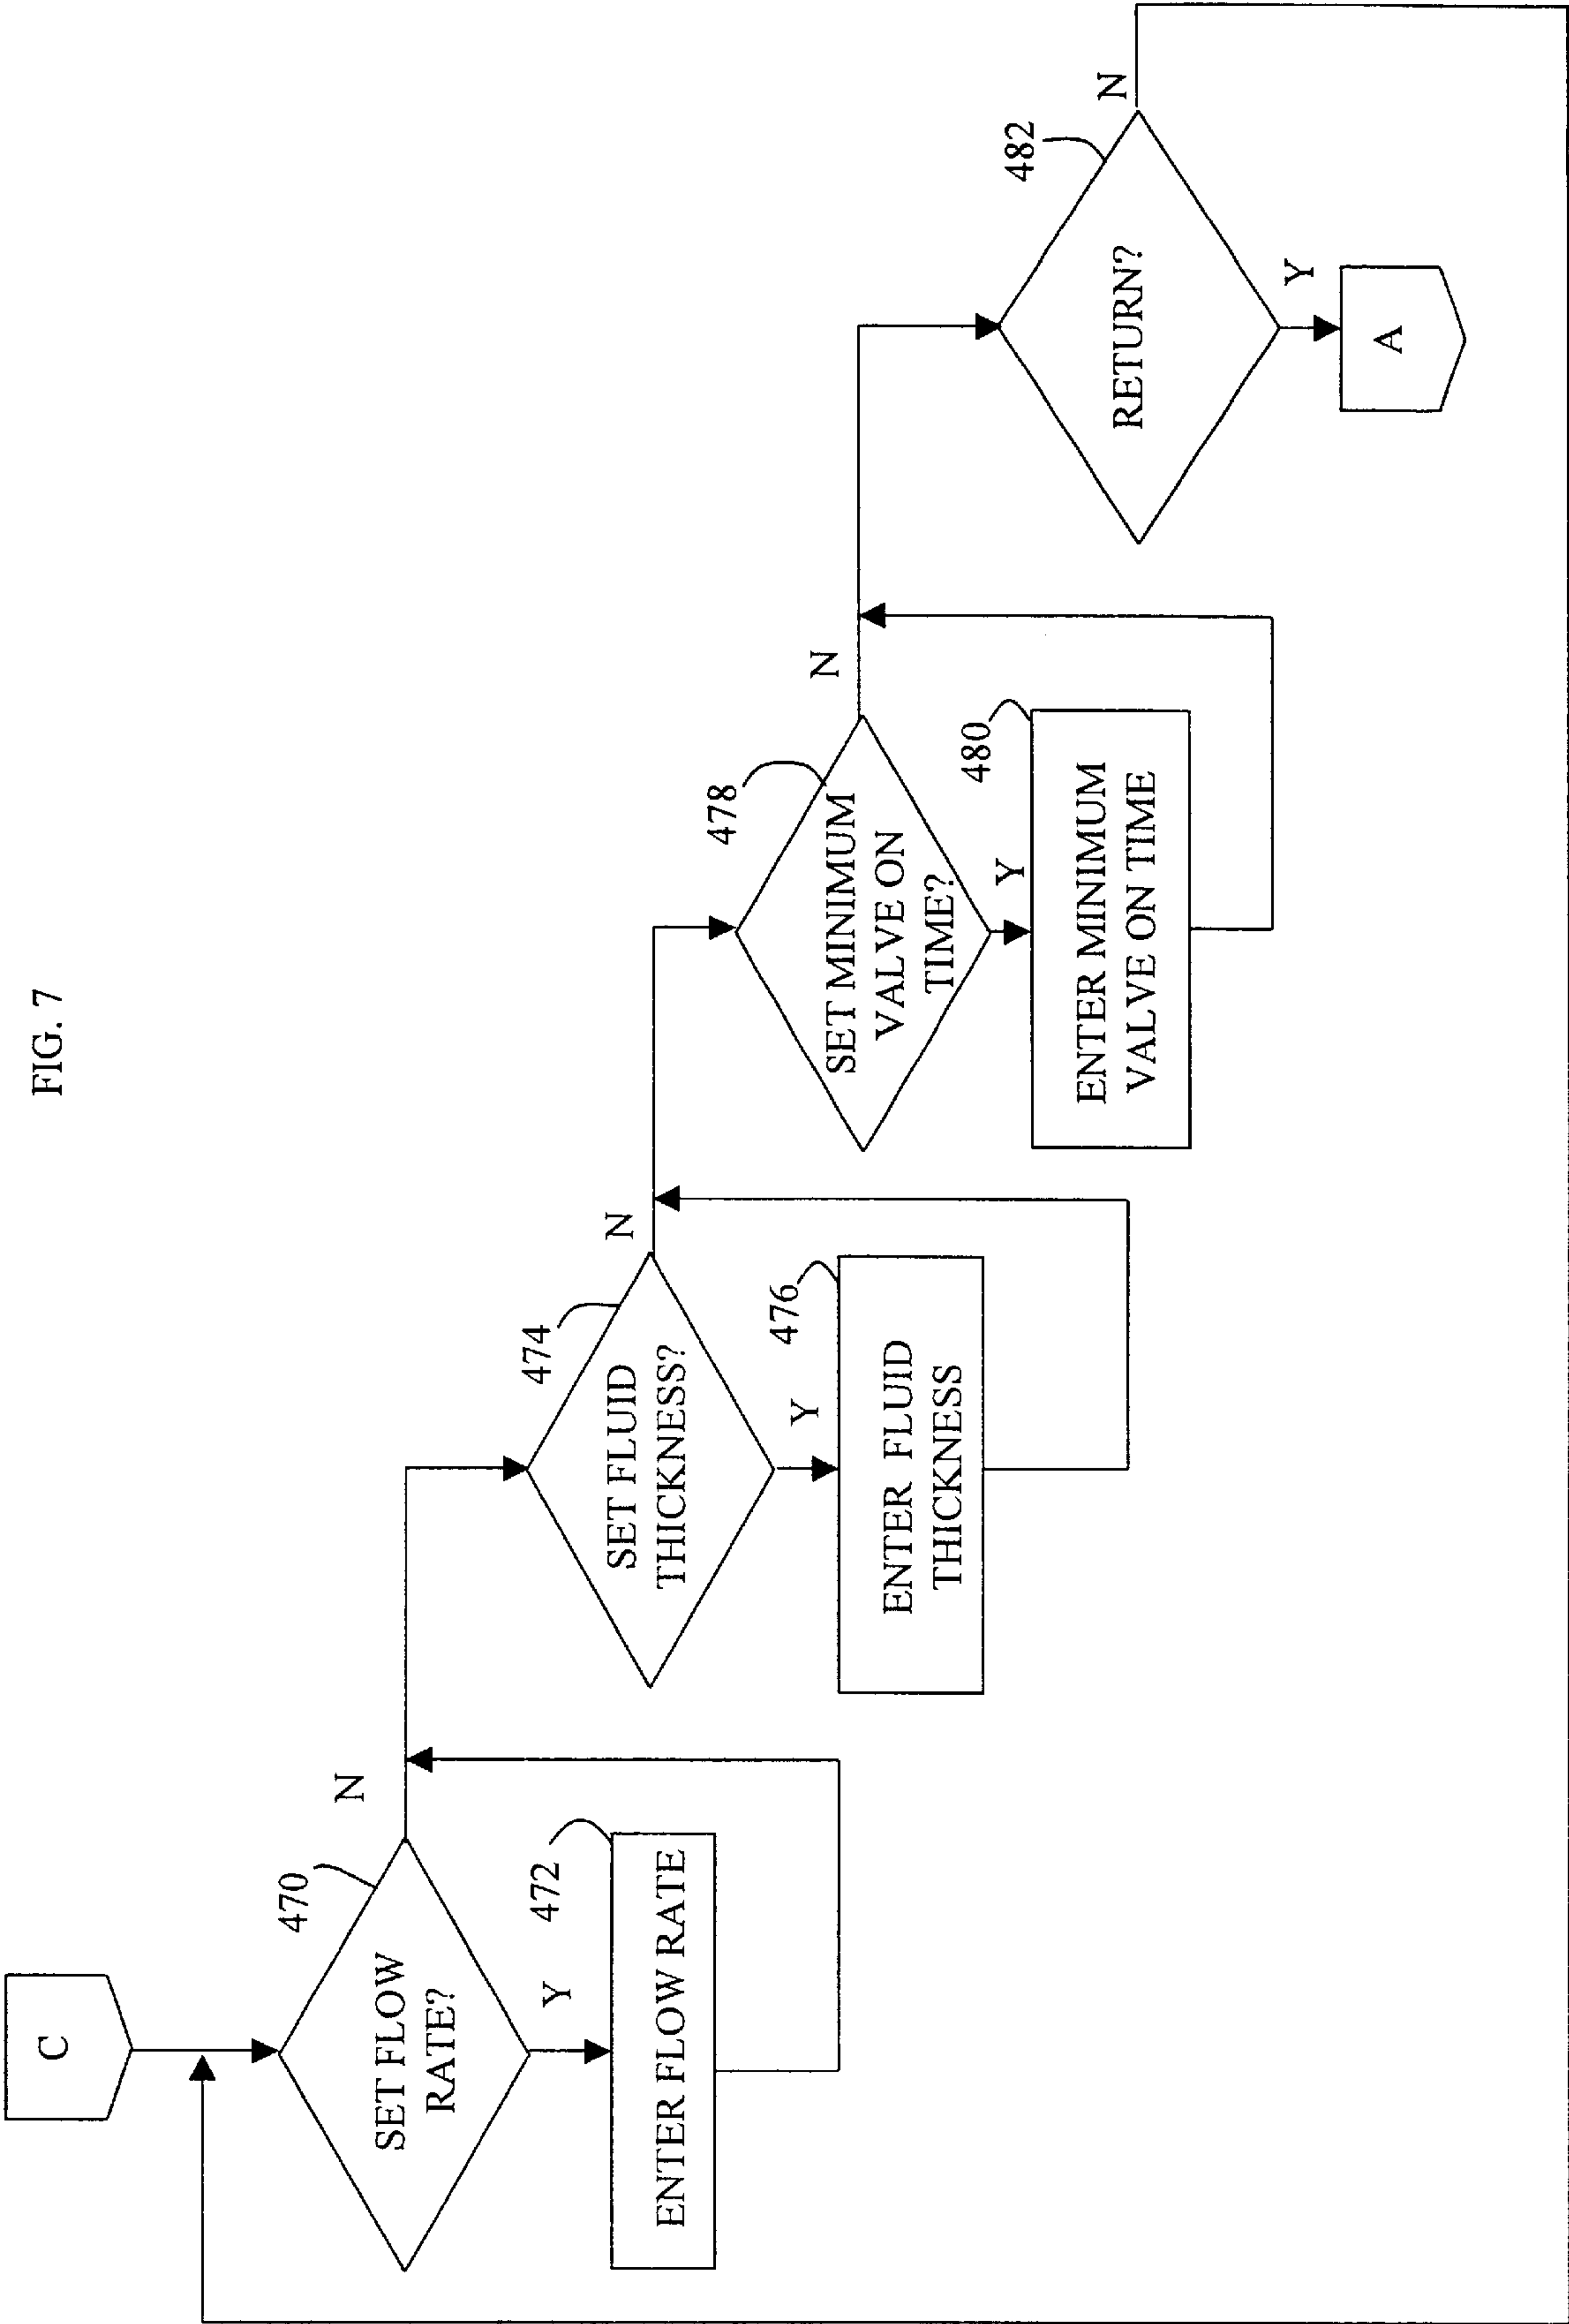 FIG. 7
C
470
SET FLOW
RATE?
N
Y
472
ENTER FLOW RATE
474
SET FLUID
THICKNESS?
N
Y
476
ENTER FLUID
THICKNESS
478
SET MINIMUM
VALVE ON
TIME?
N
Y
480
ENTER MINIMUM
VALVE ON TIME
482
RETURN?
N
Y
A